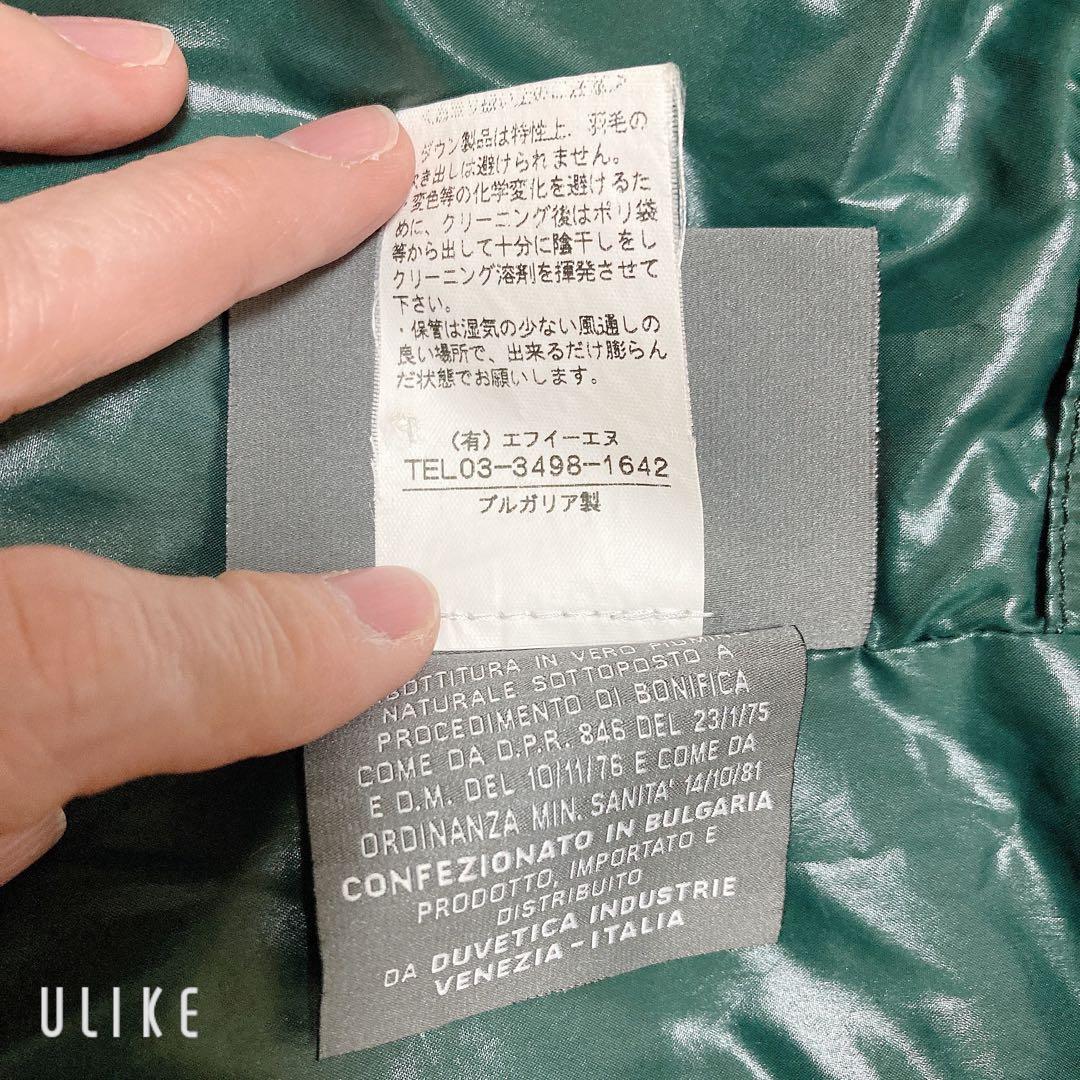 ダウン製品は特性上、羽毛の
吹き出しは避けられません。
・変色等の化学変化を避けるた
めに、クリーニング後はポリ袋
等から出して十分に陰干しをし
クリーニング溶剤を揮発させて
下さい。
・保管は湿気の少ない風通しの
良い場所で、出来るだけ膨らん
だ状態でお願いします。
(有)エフイーエヌ
TEL03-3498-1642
ブルガリア製
IN VERO
NATURALE SOTTOPOSTO A
PROCEDIMENTO DI BONIFICA
COME DA D.P.R. 846 DEL 23/1/75
E D.M. DEL 10/11/76 E COME DA
ORDINANZA MIN. SANITA' 14/10/81
CONFEZIONATO IN BULGARIA
PRODOTTO, IMPORTATO E
DISTRIBUITO
DA DUVETICA INDUSTRIE
VENEZIA-ITALIA
ULIKE